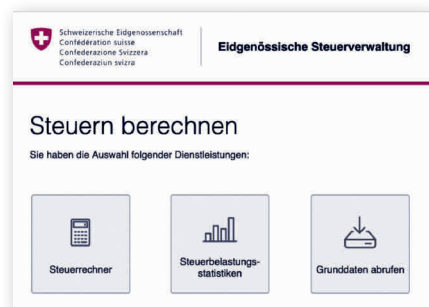 Schweizerische Eidgenossenschaft
Confédération suisse
Confederazione Svizzera
Confederaziun svizra
Eidgenössische Steuerverwaltung
Steuern berechnen
Sie haben die Auswahl folgender Dienstleistungen:
Steuerrechner
Steuerbelastungs-
statistiken
Grunddaten abrufen